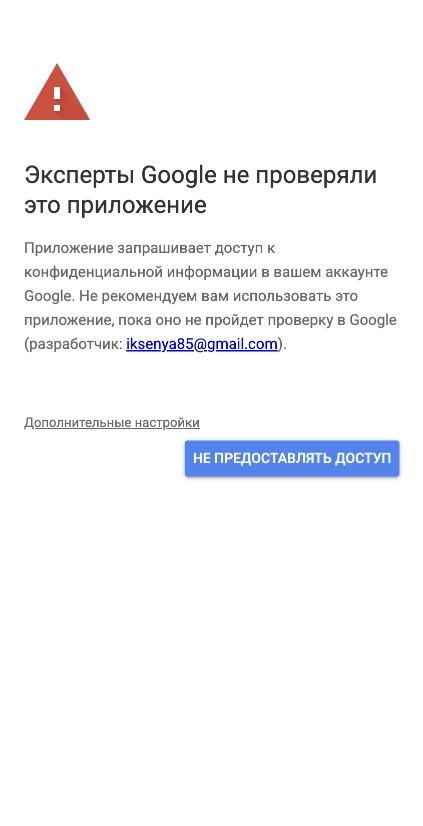 Эксперты Google не проверяли
это приложение
Приложение запрашивает доступ к
конфиденциальной информации в вашем аккаунте
Google. Не рекомендуем вам использовать это
приложение, пока оно не пройдет проверку в Google
(разработчик: iksenya85@gmail.com).
Дополнительные настройки
НЕ ПРЕДОСТАВЛЯТЬ ДОСТУП